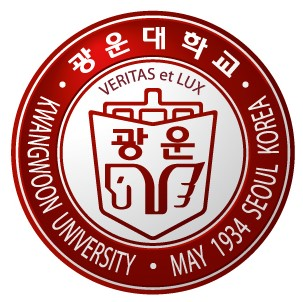 · 광운대학교 ·
VERITAS et LUX
광운
KWANGWOON UNIVERSITY · MAY 1934 SEOUL KOREA